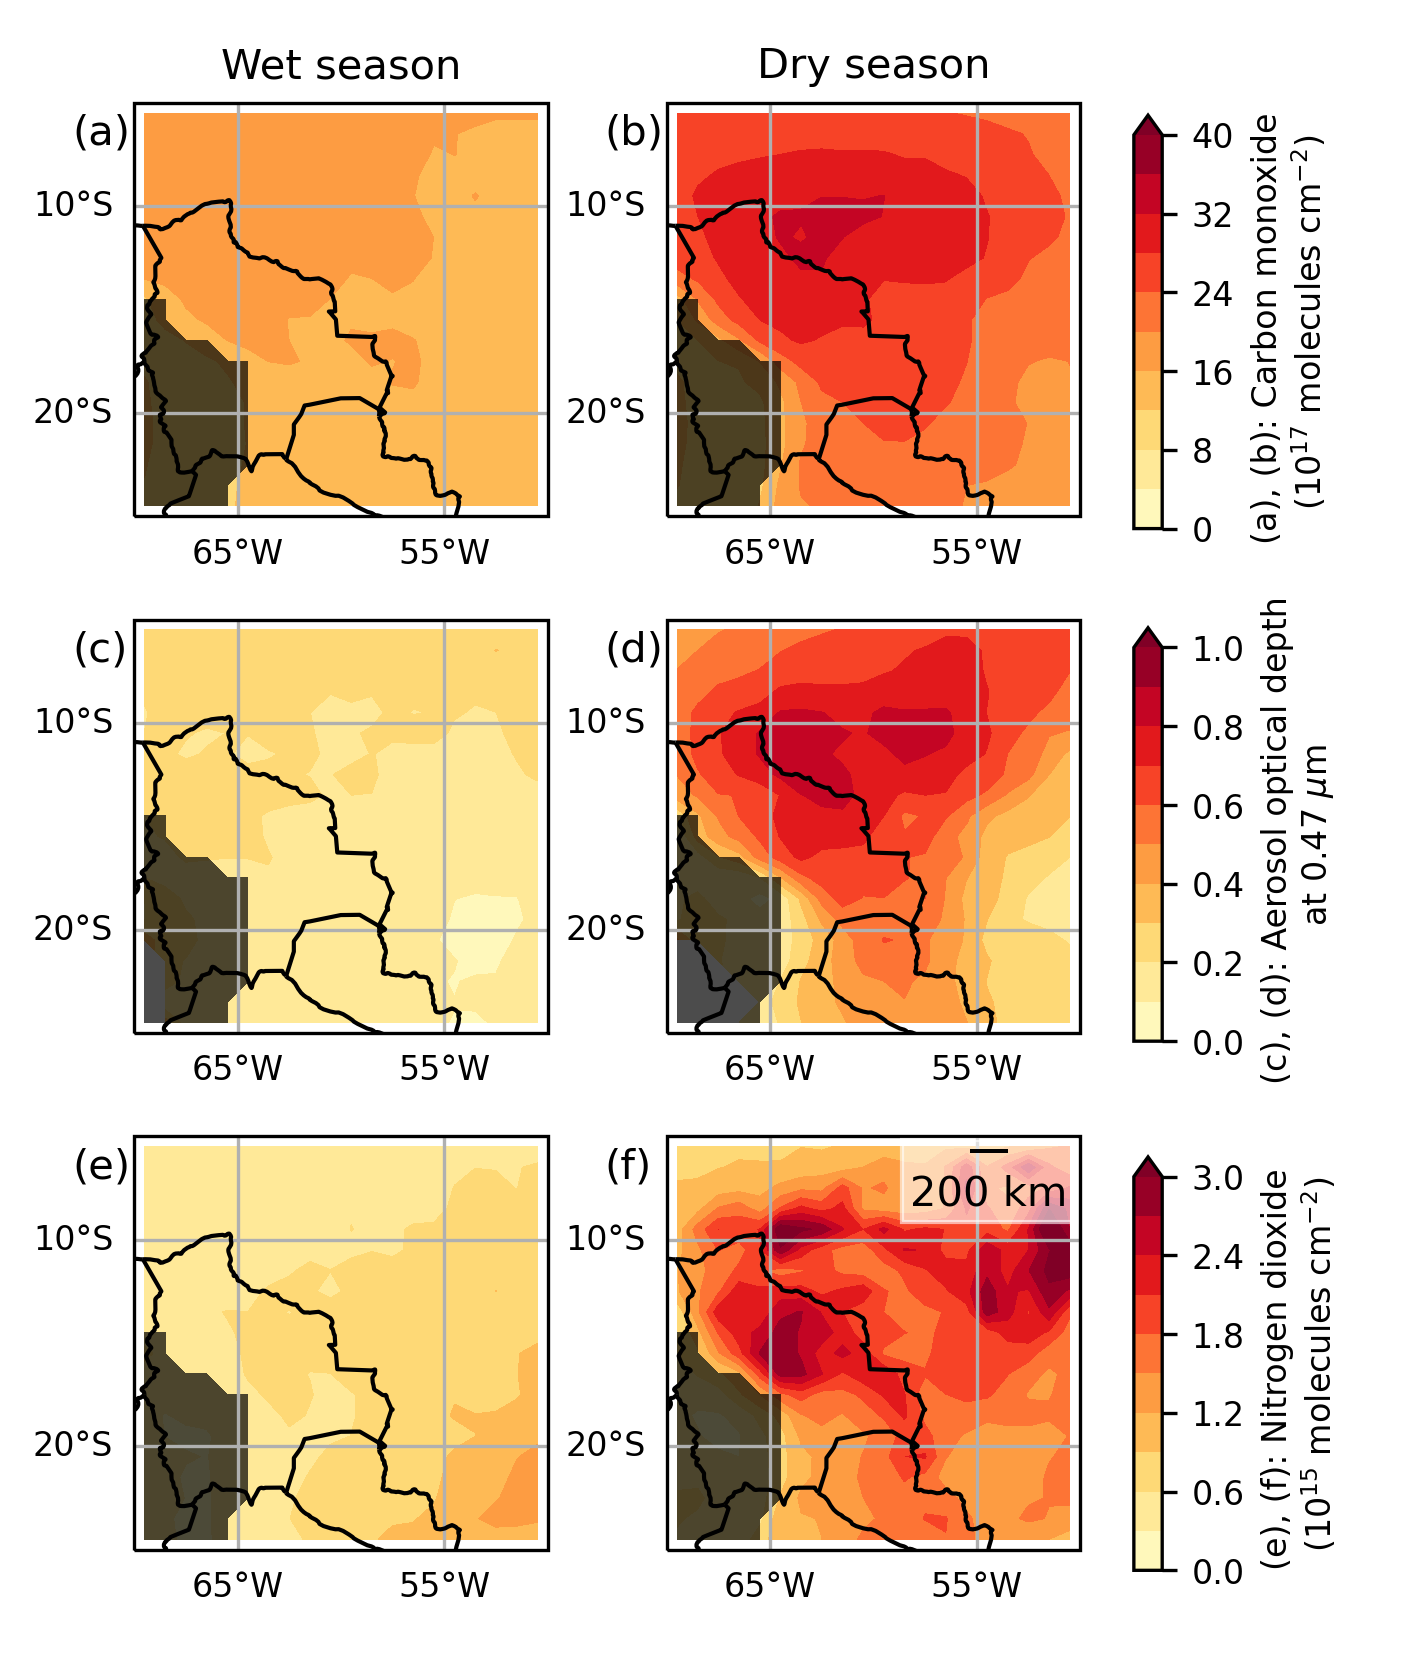 Wet season
Dry season
(a)
(b)
10°S
20°S
65°W
55°W
10°S
20°S
65°W
55°W
40
32
24
16
8
0
(a), (b): Carbon monoxide
(10¹⁷ molecules cm⁻²)
(c)
(d)
10°S
20°S
65°W
55°W
10°S
20°S
65°W
55°W
1.0
0.8
0.6
0.4
0.2
0.0
(c), (d): Aerosol optical depth
at 0.47 μm
(e)
(f)
200 km
10°S
20°S
65°W
55°W
10°S
20°S
65°W
55°W
3.0
2.4
1.8
1.2
0.6
0.0
(e), (f): Nitrogen dioxide
(10¹⁵ molecules cm⁻²)